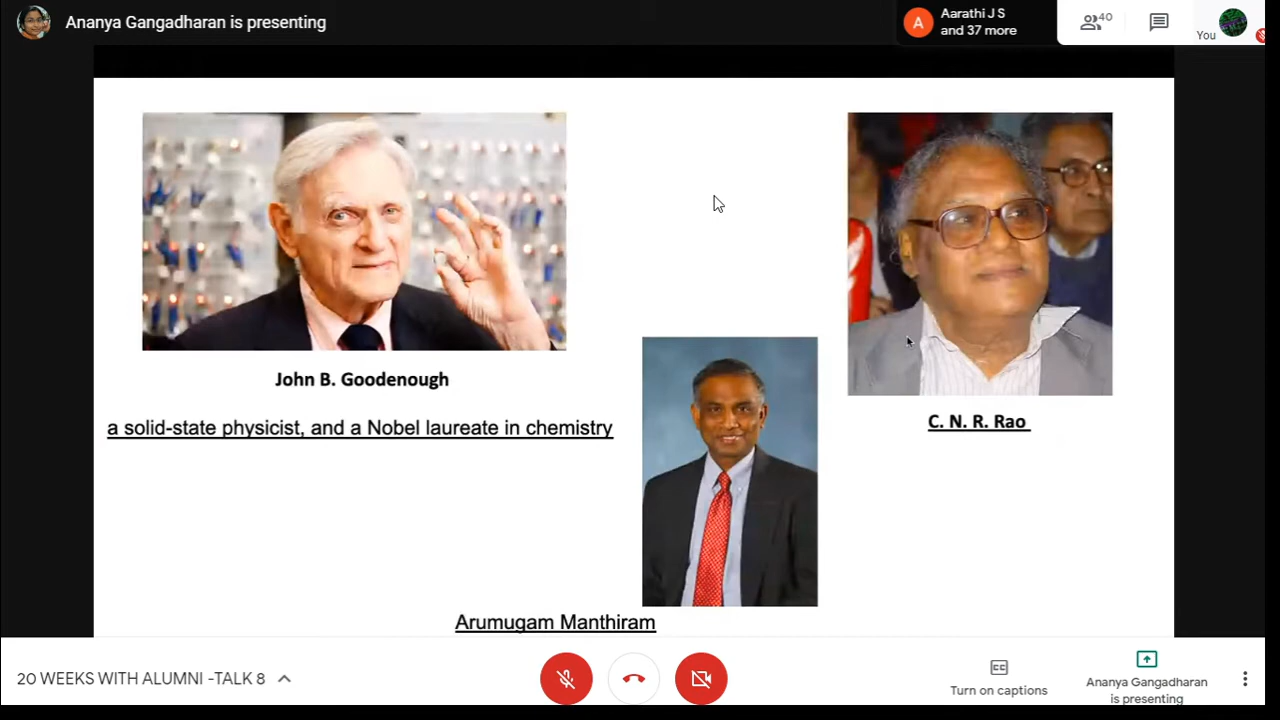 Ananya Gangadharan is presenting
A
Aarathi J S
and 37 more
40
You
John B. Goodenough
a solid-state physicist, and a Nobel laureate in chemistry
C. N. R. Rao
Arumugam Manthiram
20 WEEKS WITH ALUMNI -TALK 8
CC
Turn on captions
Ananya Gangadharan
is presenting